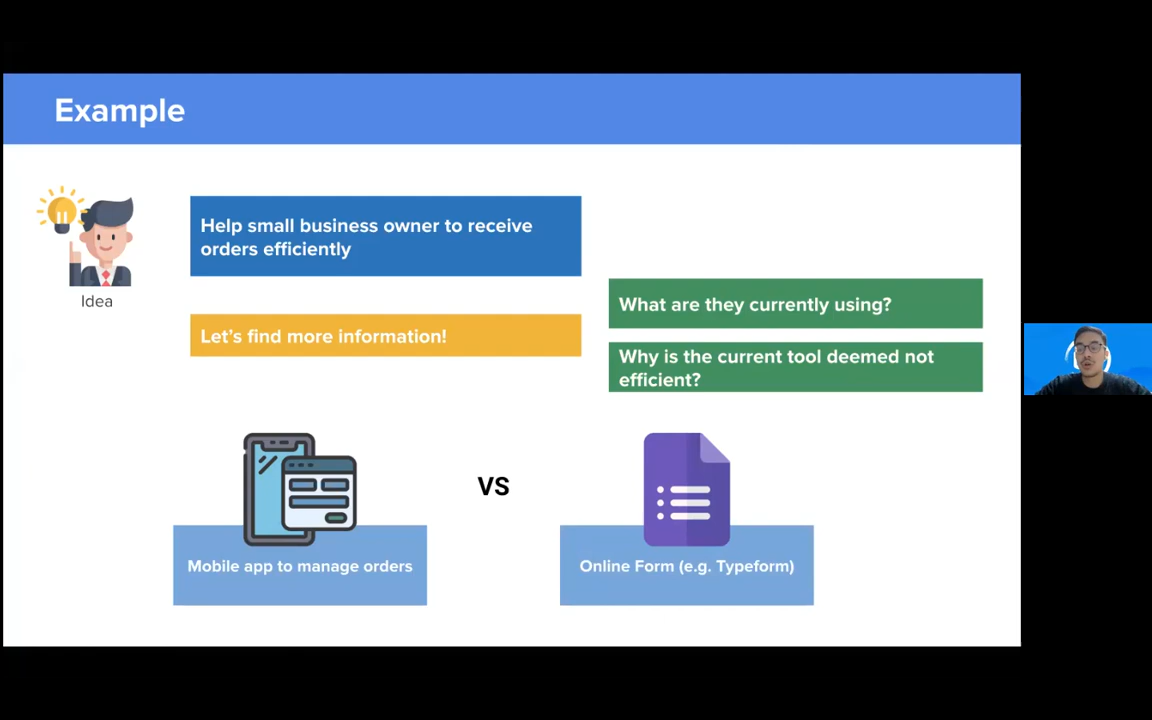 Example
Help small business owner to receive
orders efficiently
Idea
Let's find more information!
What are they currently using?
Why is the current tool deemed not
efficient?
VS
Mobile app to manage orders
Online Form (e.g. Typeform)